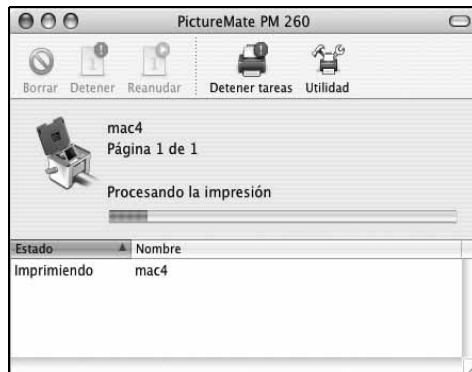 PictureMate PM 260
Borrar Detener Reanudar Detener tareas Utilidad
mac4
Página 1 de 1
Procesando la impresión
Estado Nombre
Imprimiendo mac4